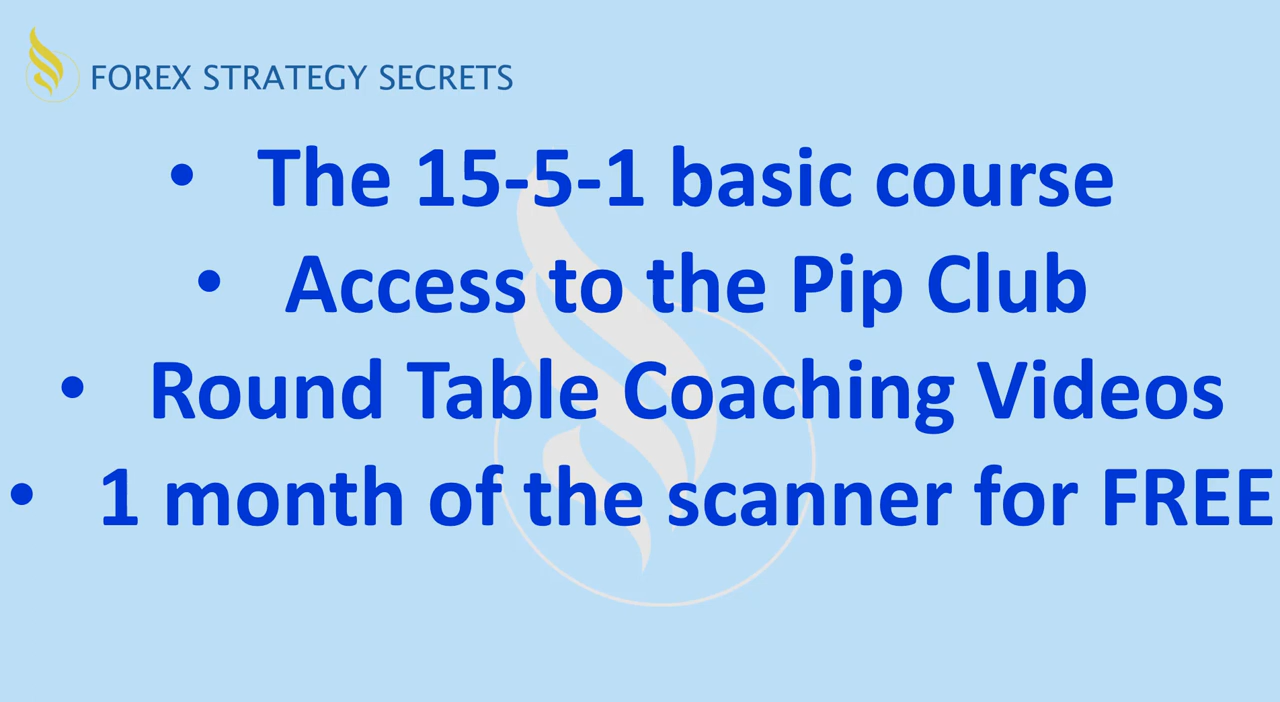 FOREX STRATEGY SECRETS
• The 15-5-1 basic course
• Access to the Pip Club
• Round Table Coaching Videos
• 1 month of the scanner for FREE